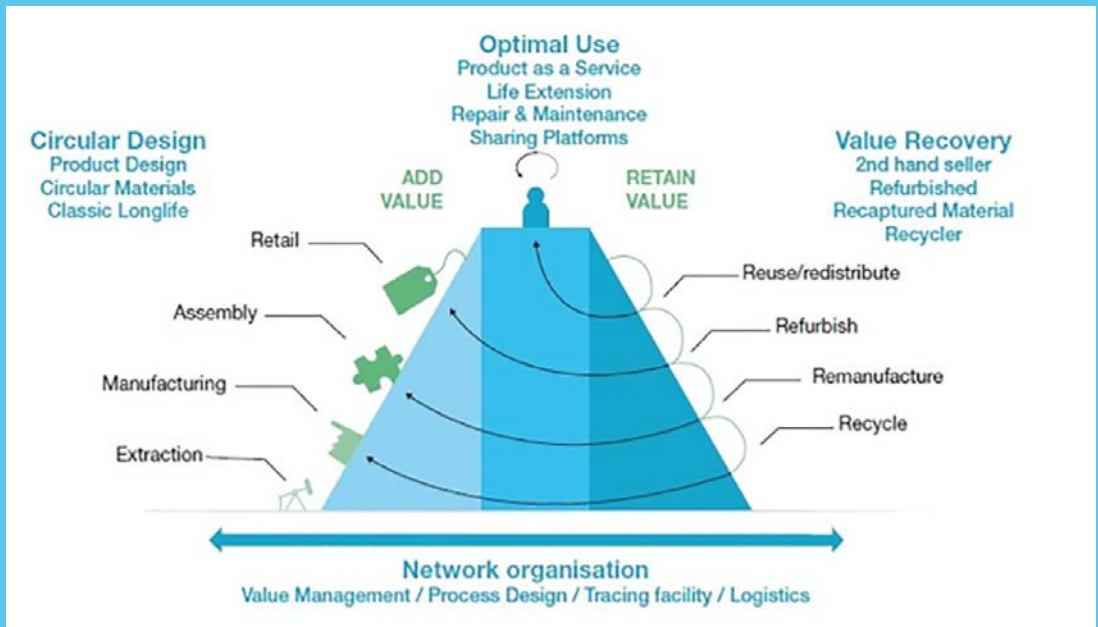 Optimal Use
Product as a Service
Life Extension
Repair & Maintenance
Sharing Platforms
Circular Design
Product Design
Circular Materials
Classic Longlife
Value Recovery
2nd hand seller
Refurbished
Recaptured Material
Recycler
ADD
VALUE
RETAIN
VALUE
Retail
Assembly
Manufacturing
Extraction
Reuse/redistribute
Refurbish
Remanufacture
Recycle
Network organisation
Value Management / Process Design / Tracing facility / Logistics